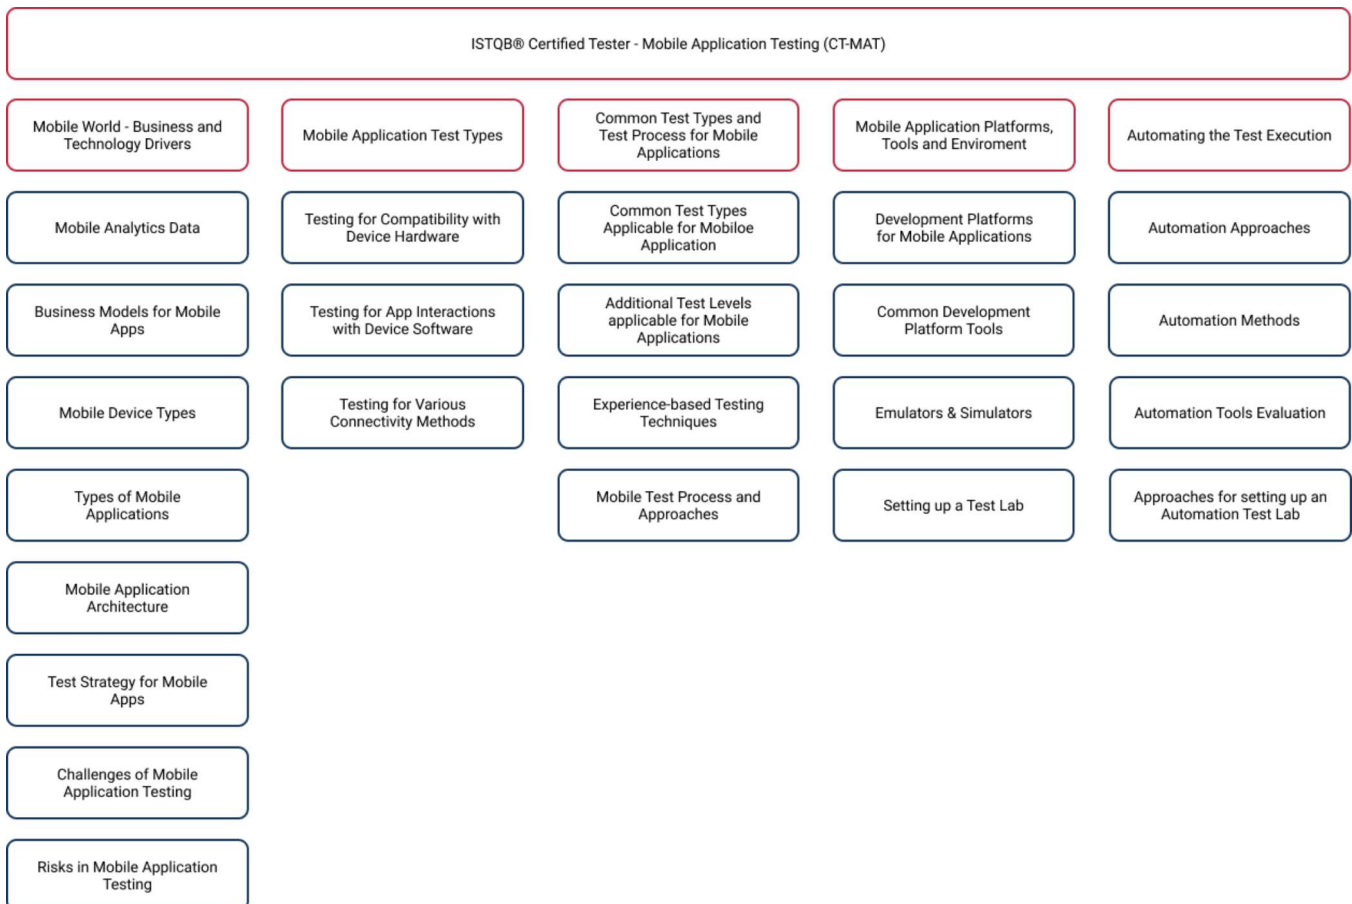 ISTQB® Certified Tester - Mobile Application Testing (CT-MAT)
Mobile World - Business and
Technology Drivers
Mobile Analytics Data
Business Models for Mobile
Apps
Mobile Device Types
Types of Mobile
Applications
Mobile Application
Architecture
Test Strategy for Mobile
Apps
Challenges of Mobile
Application Testing
Risks in Mobile Application
Testing
Mobile Application Test Types
Testing for Compatibility with
Device Hardware
Testing for App Interactions
with Device Software
Testing for Various
Connectivity Methods
Common Test Types and
Test Process for Mobile
Applications
Common Test Types
Applicable for Mobiloe
Application
Additional Test Levels
applicable for Mobile
Applications
Experience-based Testing
Techniques
Mobile Test Process and
Approaches
Mobile Application Platforms,
Tools and Enviroment
Development Platforms
for Mobile Applications
Common Development
Platform Tools
Emulators & Simulators
Setting up a Test Lab
Automating the Test Execution
Automation Approaches
Automation Methods
Automation Tools Evaluation
Approaches for setting up an
Automation Test Lab